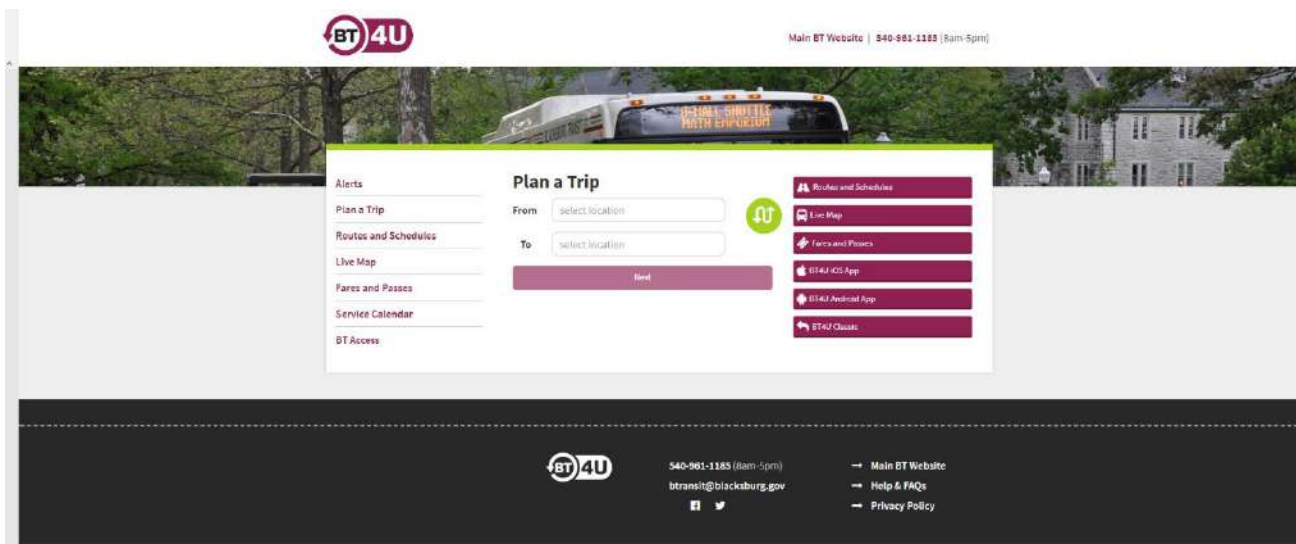 BT 4U
Main BT Website | 540-961-1185 (8am-5pm)
U-HALL SHUTTLE
MATH EMPORIUM
Alerts
Plan a Trip
Routes and Schedules
Live Map
Fares and Passes
Service Calendar
BT Access
Plan a Trip
From select location
To select location
Next
Routes and Schedules
Live Map
Fares and Passes
BT4U iOS App
BT4U Android App
BT4U Classic
BT 4U
540-961-1185 (8am-5pm)
btransit@blacksburg.gov
→ Main BT Website
→ Help & FAQs
→ Privacy Policy